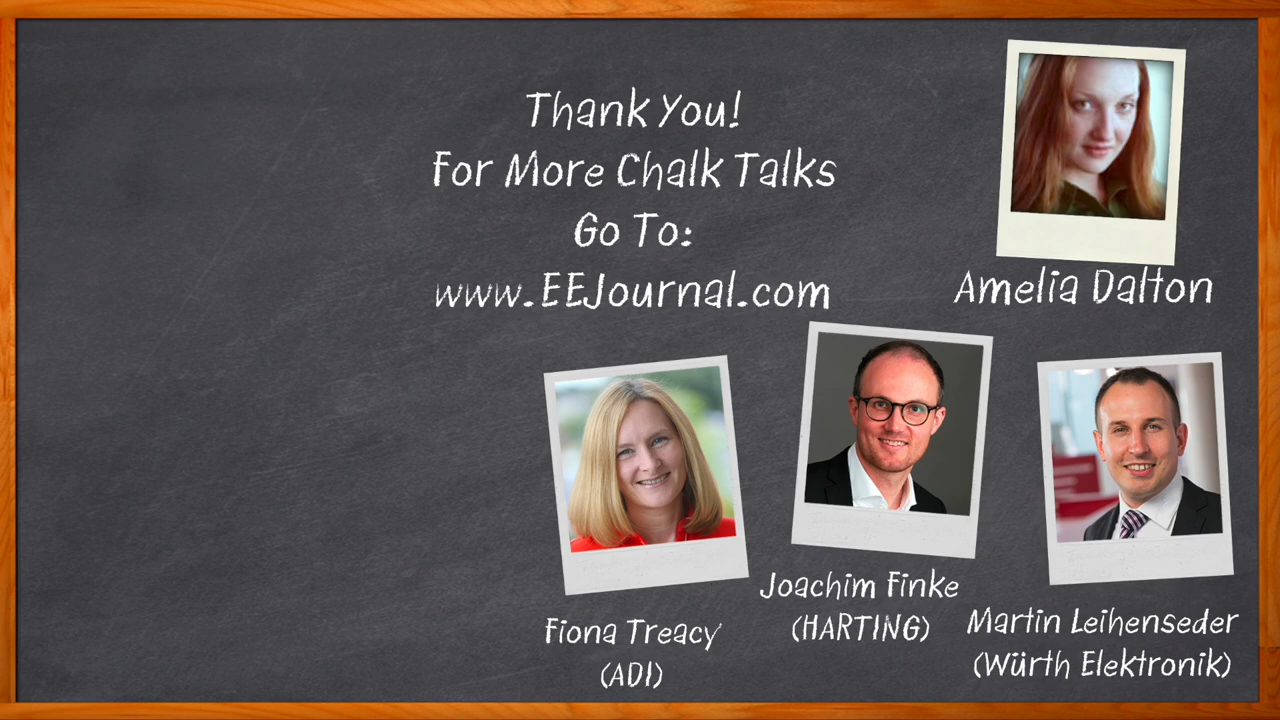 Thank You!
For More Chalk Talks
Go To:
www.EEJournal.com
Amelia Dalton
Fiona Treacy
(ADI)
Joachim Finke
(HARTING)
Martin Leihenseder
(Würth Elektronik)